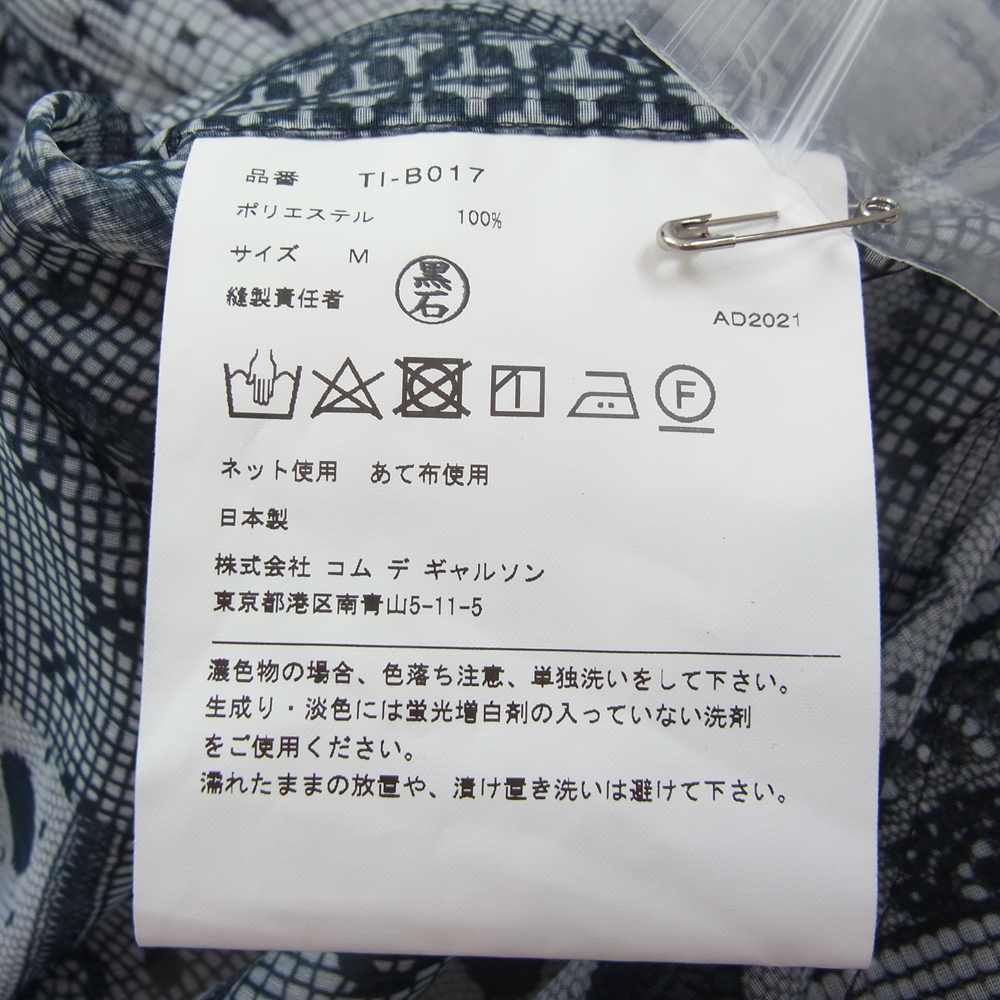 品番 TI-B017
ポリエステル 100%
サイズ M
縫製責任者 黒石
AD2021
F
ネット使用 あて布使用
日本製
株式会社 コム デ ギャルソン
東京都港区南青山5-11-5
濃色物の場合、色落ち注意、単独洗いをして下さい。
生成り・淡色には蛍光増白剤の入っていない洗剤
をご使用ください。
濡れたままの放置や、漬け置き洗いは避けて下さい。